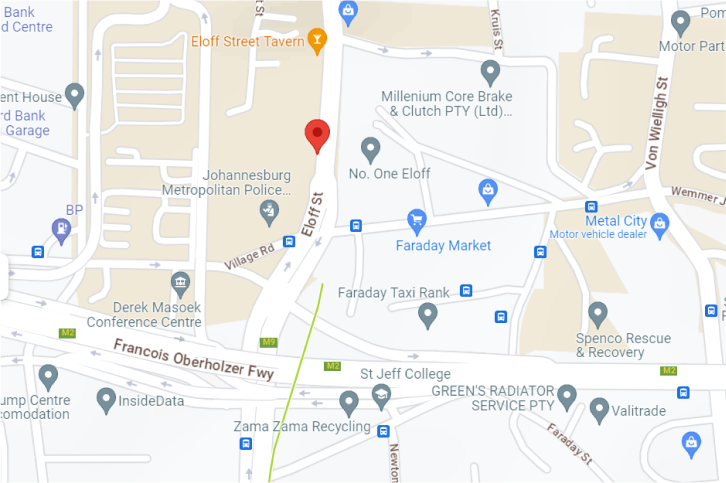 Bank
d Centre
t St
Kruis St
Pom
Motor Part
Eloff Street Tavern
ent House
rd Bank
Garage
Millenium Core Brake
& Clutch PTY (Ltd)...
Von Wielligh St
No. One Eloff
Johannesburg
Metropolitan Police...
Wemmer J
Eloff St
BP
Metal City
Motor vehicle dealer
Faraday Market
Village Rd
Derek Masoek
Conference Centre
Faraday Taxi Rank
S
Spenco Rescue
& Recovery
M2
M9
Francois Oberholzer Fwy
M2
M2
St Jeff College
ump Centre
comodation
InsideData
GREEN'S RADIATOR
SERVICE PTY
Valitrade
Zama Zama Recycling
Faraday St
Newton